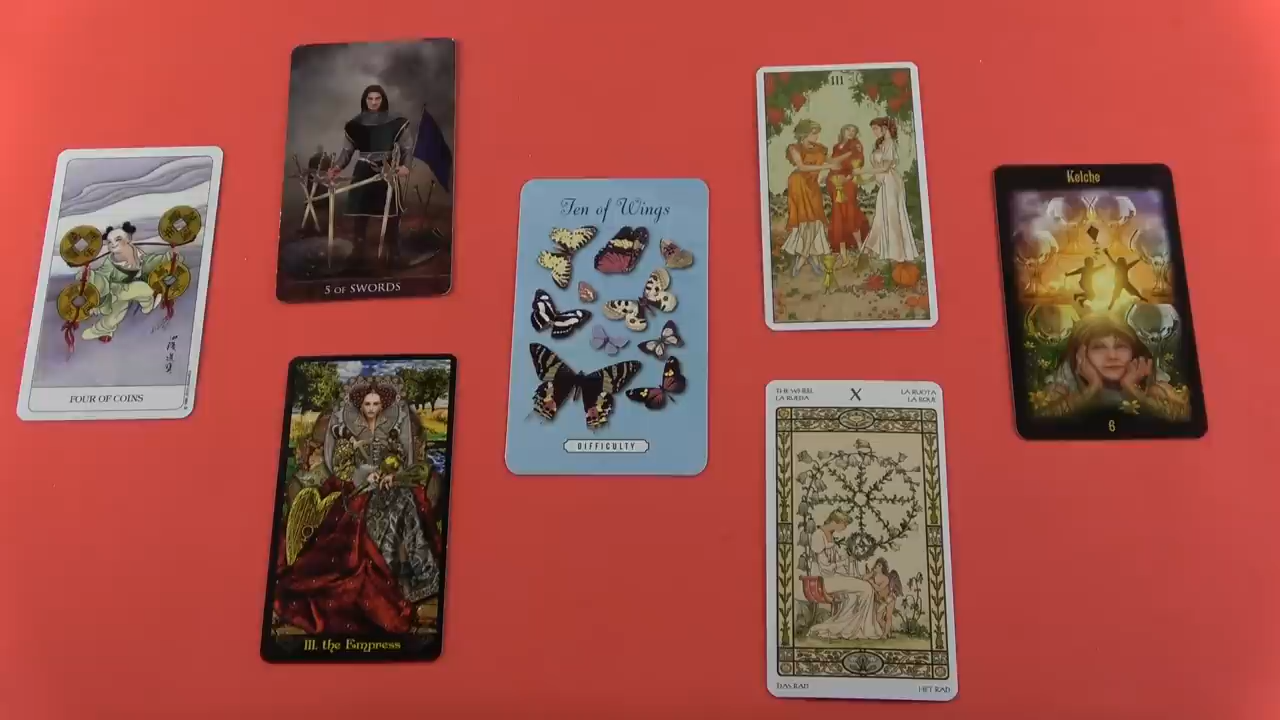 FOUR OF COINS
5 OF SWORDS
III. the Empress
Ten of Wings
DIFFICULTY
III
THE WHEEL
LA RUEDA
X
LA RUOTA
LA ROUE
DAS RAD
HET RAD
Kelche
6